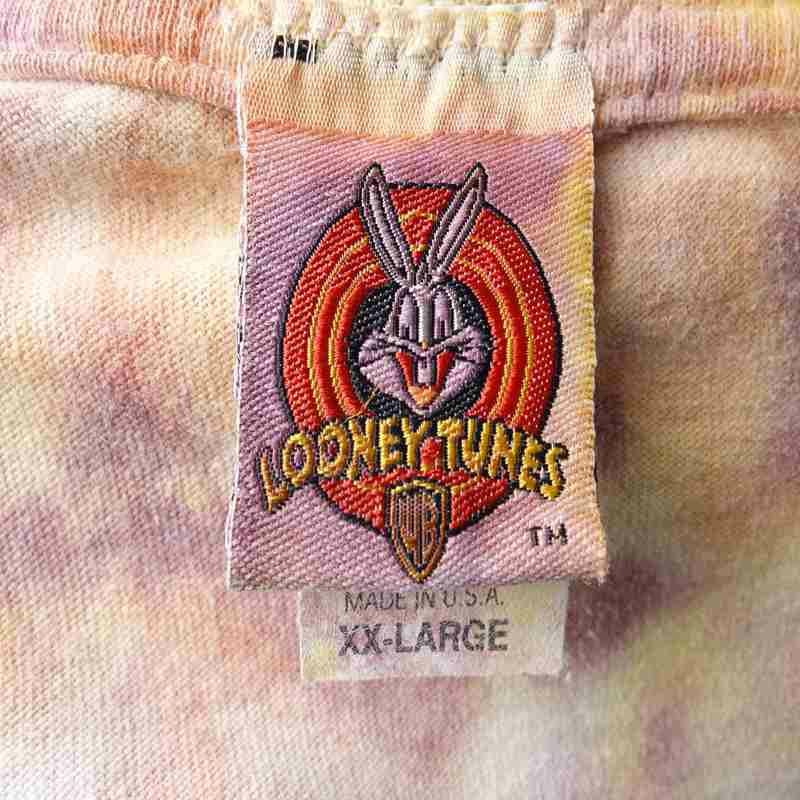 LOONEY TUNES
WB
TM
MADE IN U.S.A.
XX-LARGE